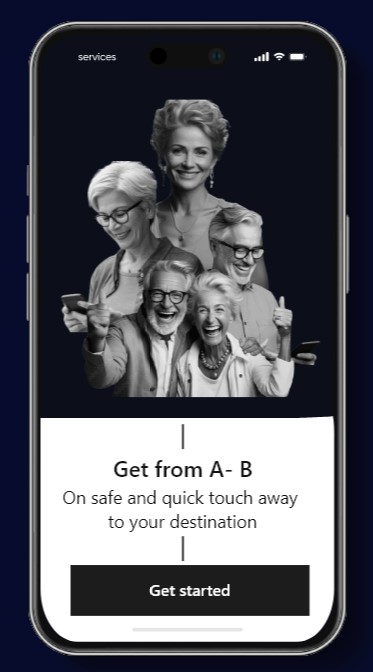 services
Get from A- B
On safe and quick touch away
to your destination
Get started